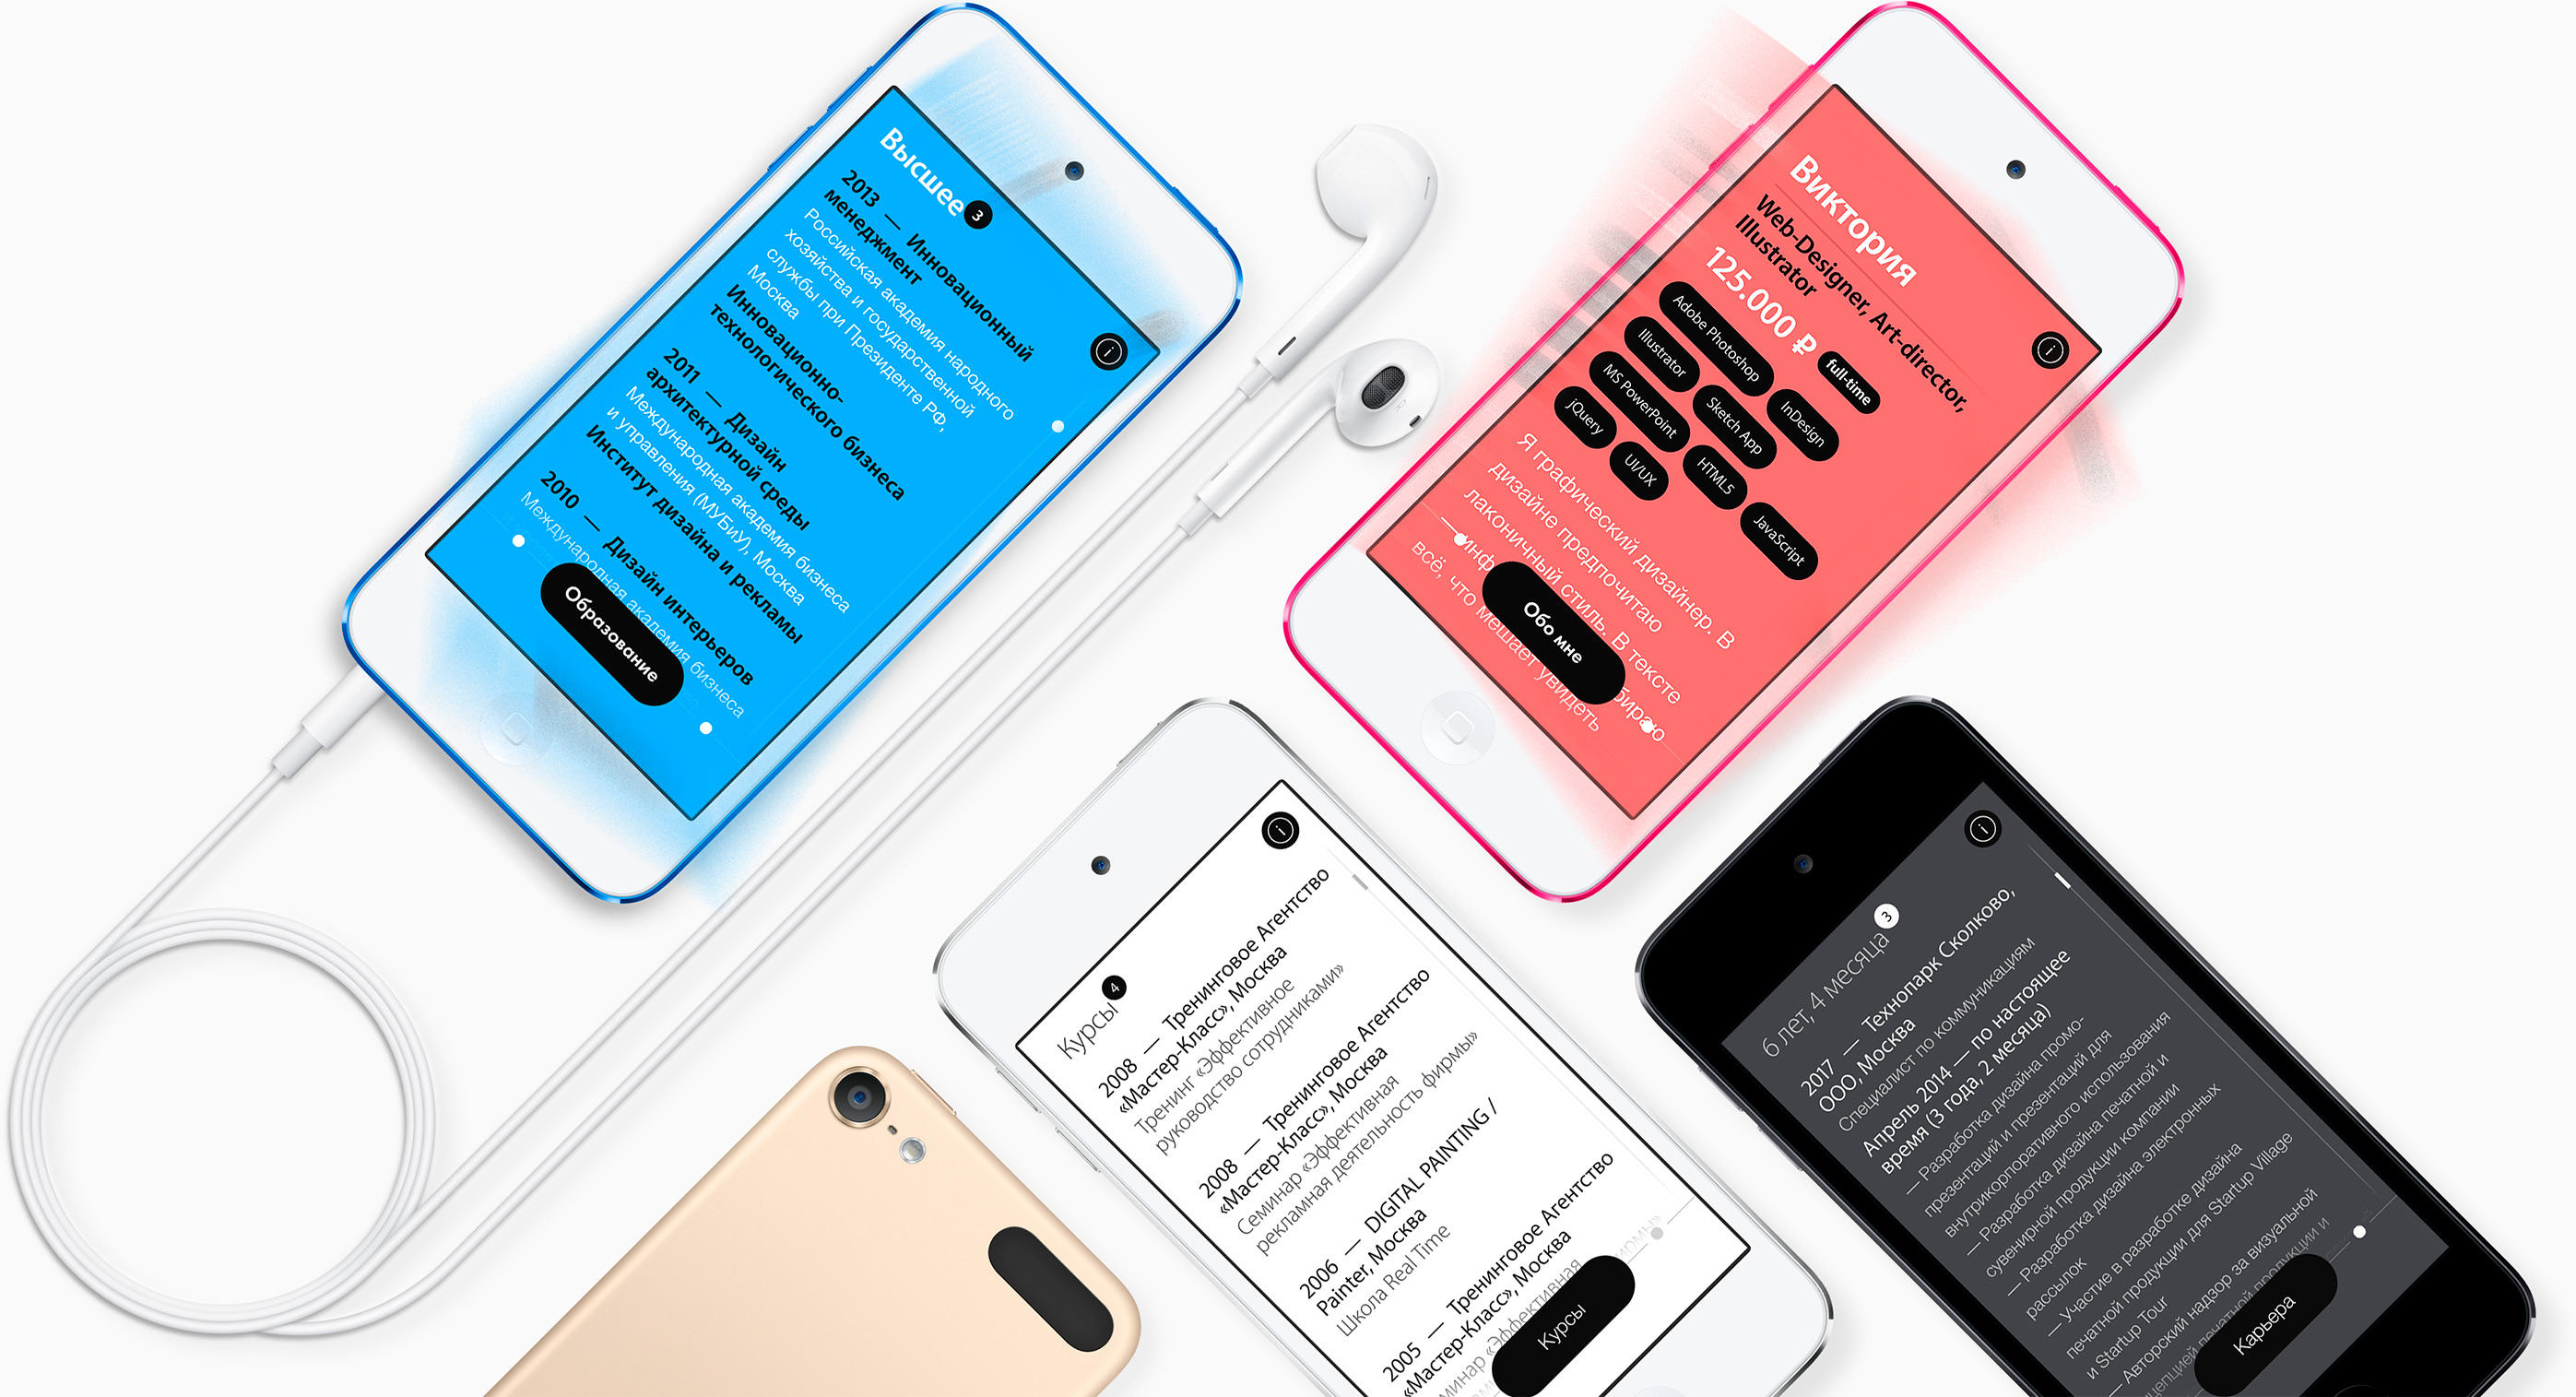 Высшее 3
2013 — Инновационный
менеджмент
Российская академия народного
хозяйства и государственной
службы при Президенте РФ,
Москва
Инновационно-
технологического бизнеса
2011 — Дизайн
архитектурной среды
Международная академия бизнеса
и управления (МУБиУ), Москва
Институт дизайна и рекламы
2010 — Дизайн интерьеров
Международная академия бизнеса
Образование
i
Виктория
Web-Designer, Art-director,
Illustrator
125.000 ₽ full-time
Adobe Photoshop InDesign
Illustrator Sketch App
MS PowerPoint HTML5 JavaScript
jQuery UI/UX
Я графический дизайнер. В
дизайне предпочитаю
лаконичный стиль. В тексте
— инф
всё, что мешает увидеть
Обо мне
i
Курсы 4
2008 — Тренинговое Агентство
«Мастер-Класс», Москва
Тренинг «Эффективное
руководство сотрудниками»
2008 — Тренинговое Агентство
«Мастер-Класс», Москва
Семинар «Эффективная
рекламная деятельность фирмы»
2006 — DIGITAL PAINTING /
Painter, Москва
Школа Real Time
2005 — Тренинговое Агентство
«Мастер-Класс», Москва
«Эффективная
Курсы
i
6 лет, 4 месяца 3
2017 — Технопарк Сколково,
ООО, Москва
Специалист по коммуникациям
Апрель 2014 — по настоящее
время (3 года, 2 месяца)
— Разработка дизайна промо-
презентаций и презентаций для
внутрикорпоративного использования
— Разработка дизайна печатной и
сувенирной продукции компании
— Разработка дизайна электронных
рассылок
— Участие в разработке дизайна
печатной продукции для Startup Village
и Startup Tour
— Авторский надзор за визуальной
печатной продукции и
Карьера
i